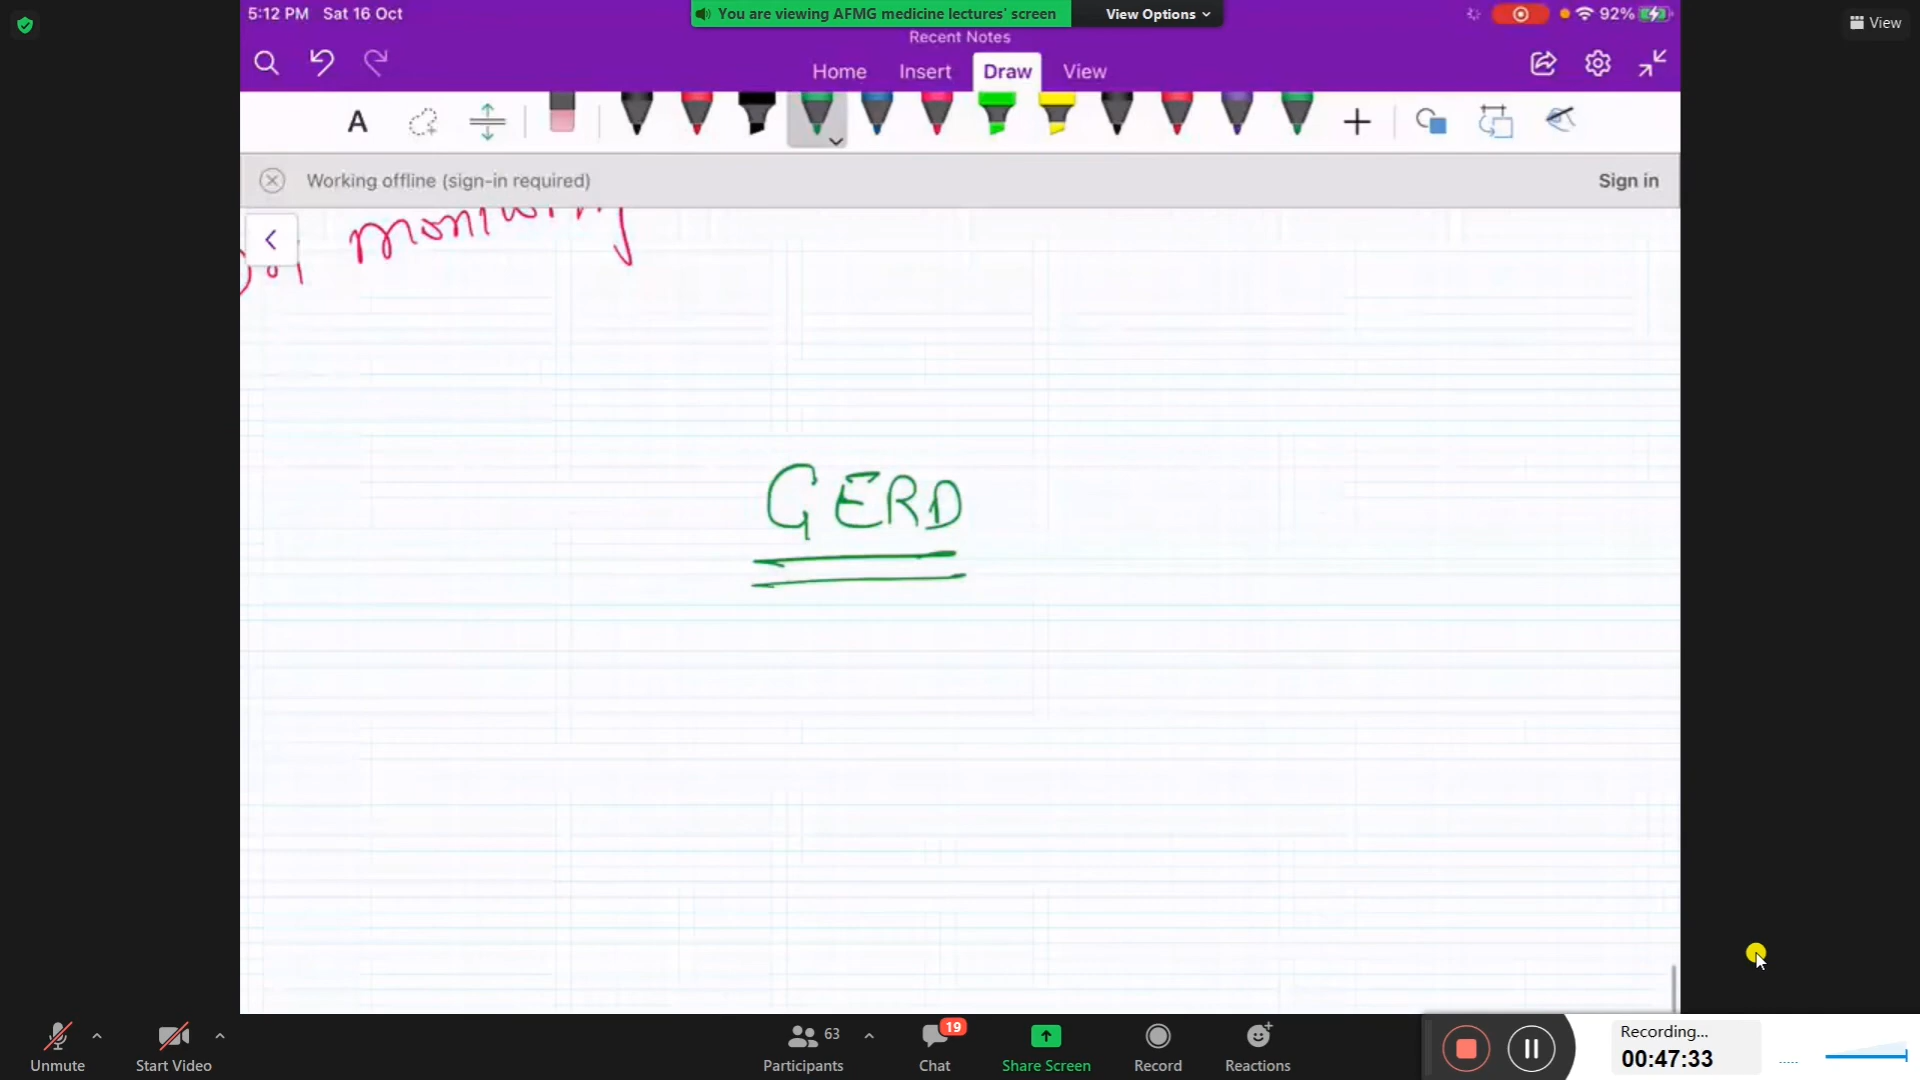 5:12 PM Sat 16 Oct
You are viewing AFMG medicine lectures' screen
View Options
92%
View
Recent Notes
Home Insert Draw View
A
Working offline (sign-in required)
Sign in
GERD
Unmute
Start Video
63
Participants
19
Chat
Share Screen
Record
Reactions
Recording...
00:47:33